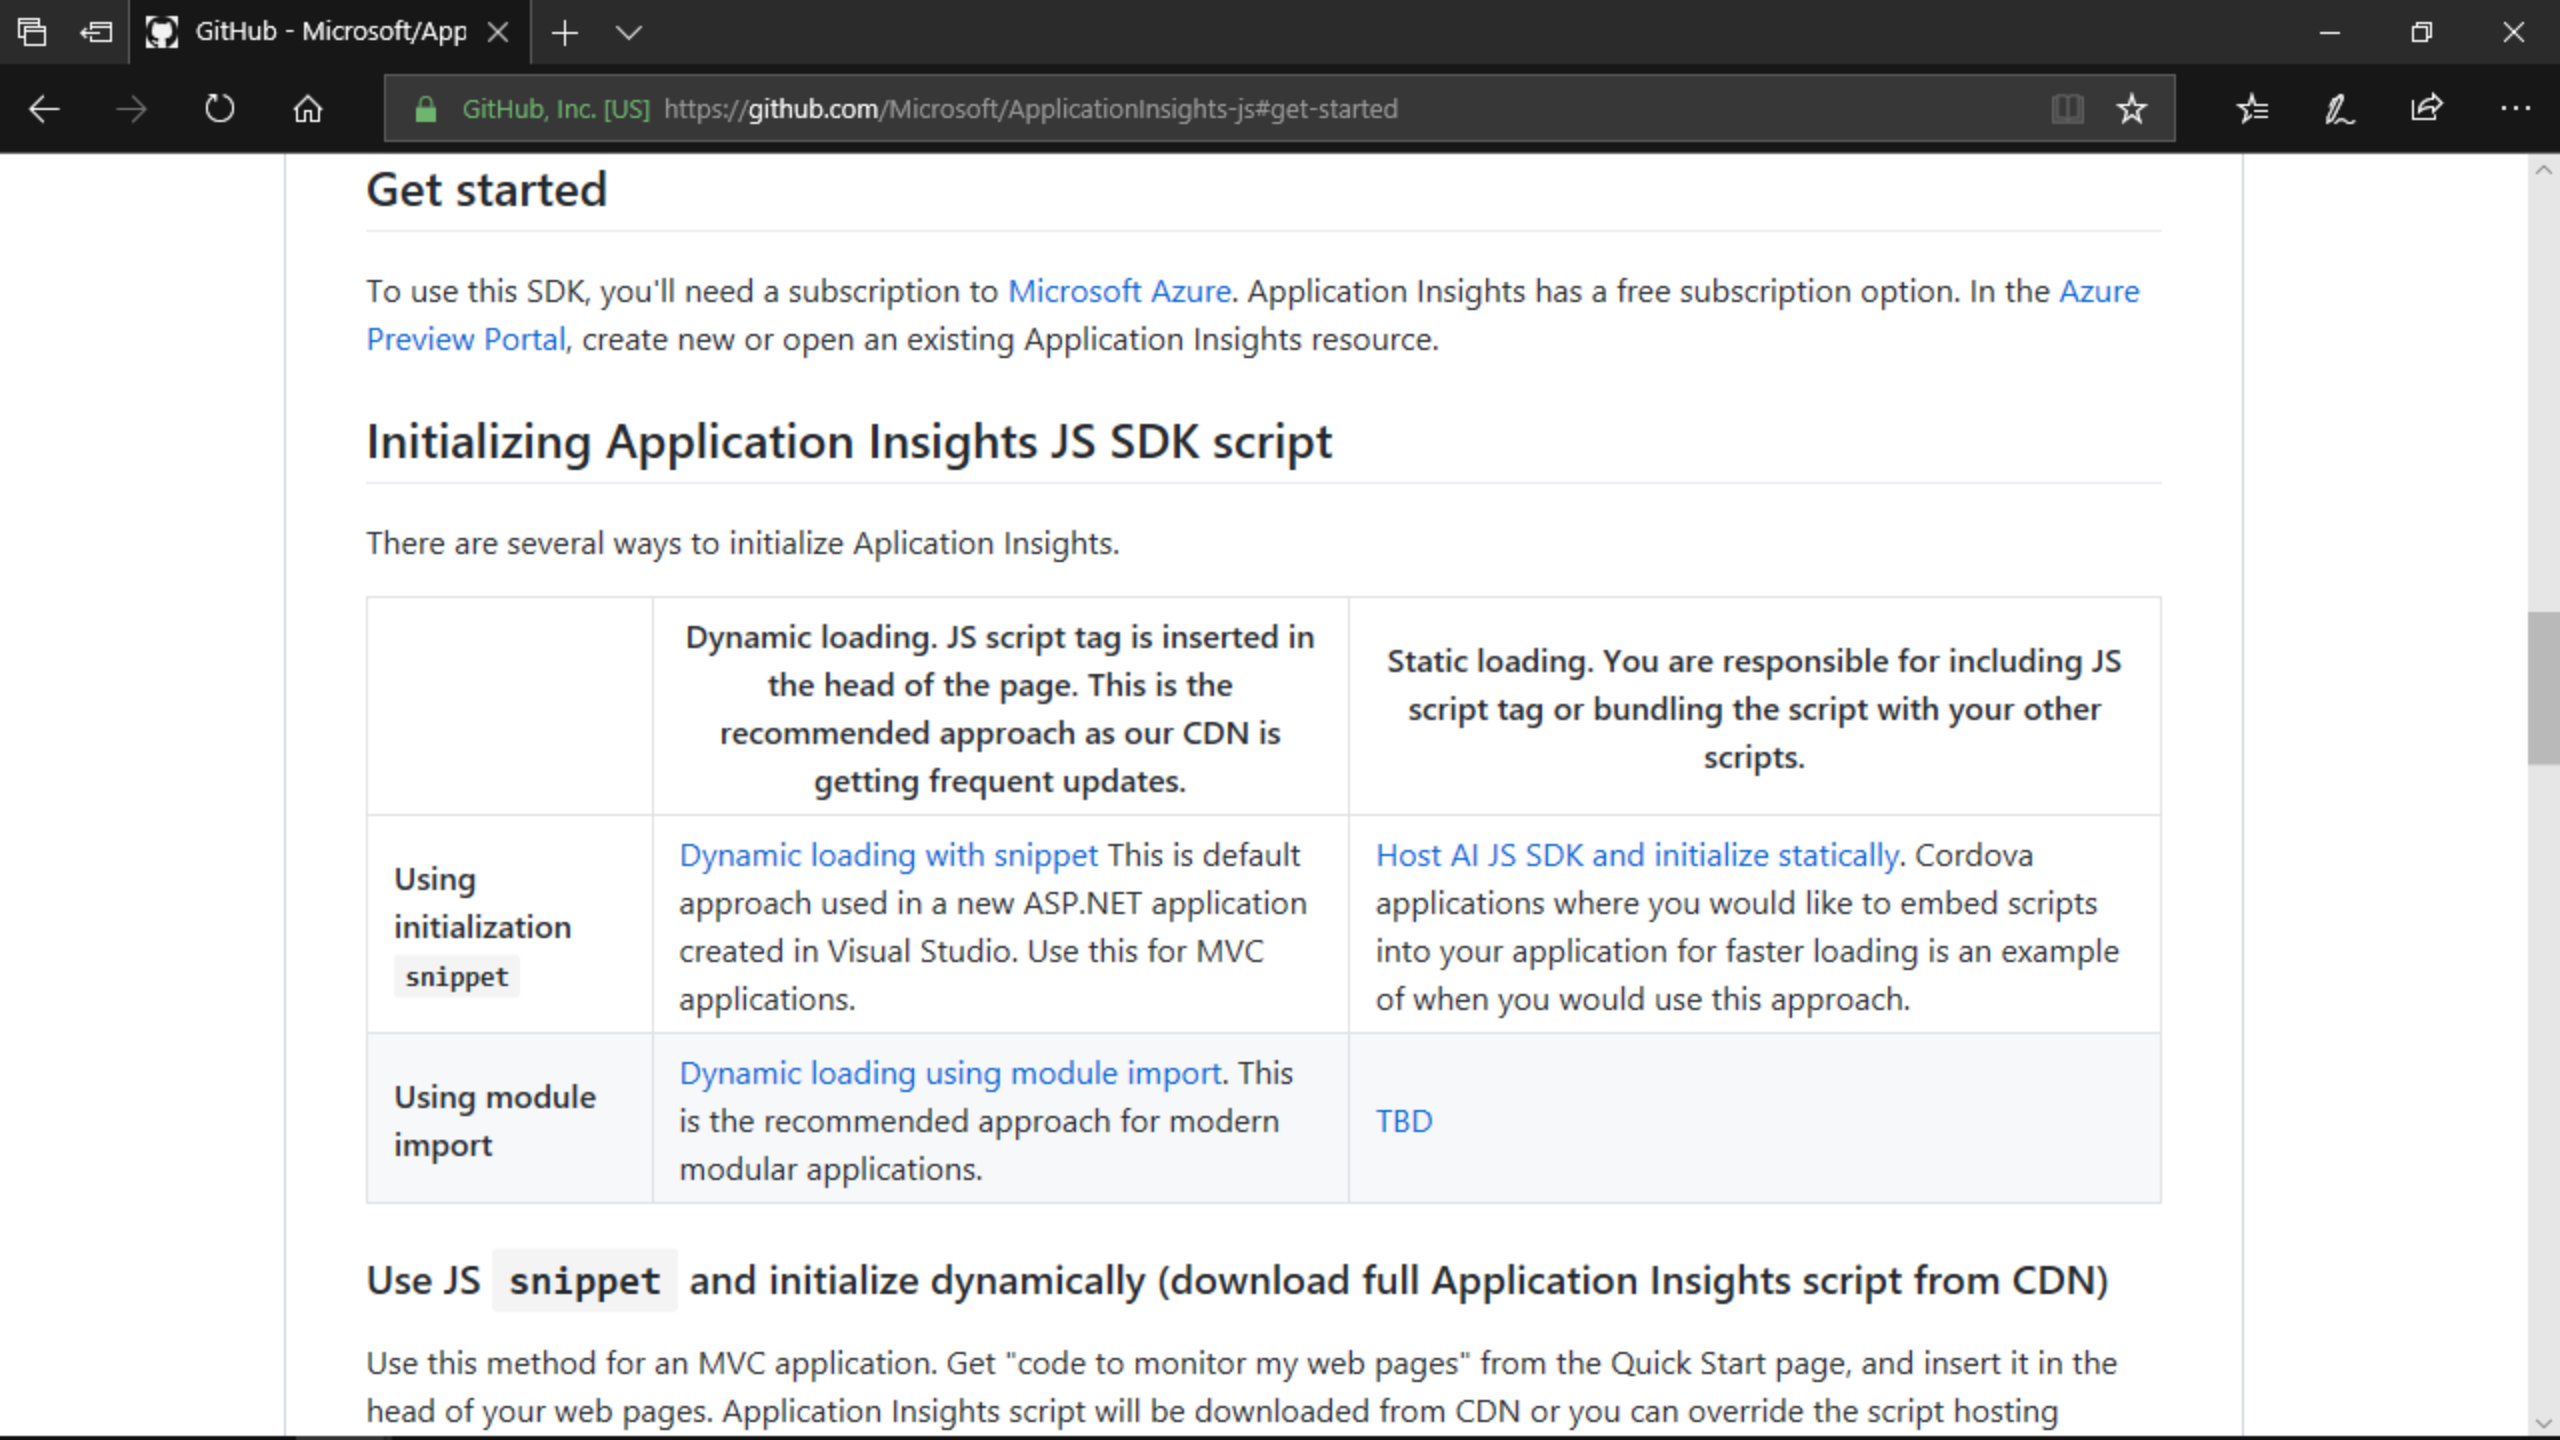 GitHub - Microsoft/App
GitHub, Inc. [US] https://github.com/Microsoft/ApplicationInsights-js#get-started
Get started
To use this SDK, you'll need a subscription to Microsoft Azure. Application Insights has a free subscription option. In the Azure
Preview Portal, create new or open an existing Application Insights resource.
Initializing Application Insights JS SDK script
There are several ways to initialize Aplication Insights.
Dynamic loading. JS script tag is inserted in
the head of the page. This is the
recommended approach as our CDN is
getting frequent updates.
Static loading. You are responsible for including JS
script tag or bundling the script with your other
scripts.
Using
initialization
snippet
Dynamic loading with snippet This is default
approach used in a new ASP.NET application
created in Visual Studio. Use this for MVC
applications.
Host AI JS SDK and initialize statically. Cordova
applications where you would like to embed scripts
into your application for faster loading is an example
of when you would use this approach.
Using module
import
Dynamic loading using module import. This
is the recommended approach for modern
modular applications.
TBD
Use JS snippet and initialize dynamically (download full Application Insights script from CDN)
Use this method for an MVC application. Get "code to monitor my web pages" from the Quick Start page, and insert it in the
head of your web pages. Application Insights script will be downloaded from CDN or you can override the script hosting